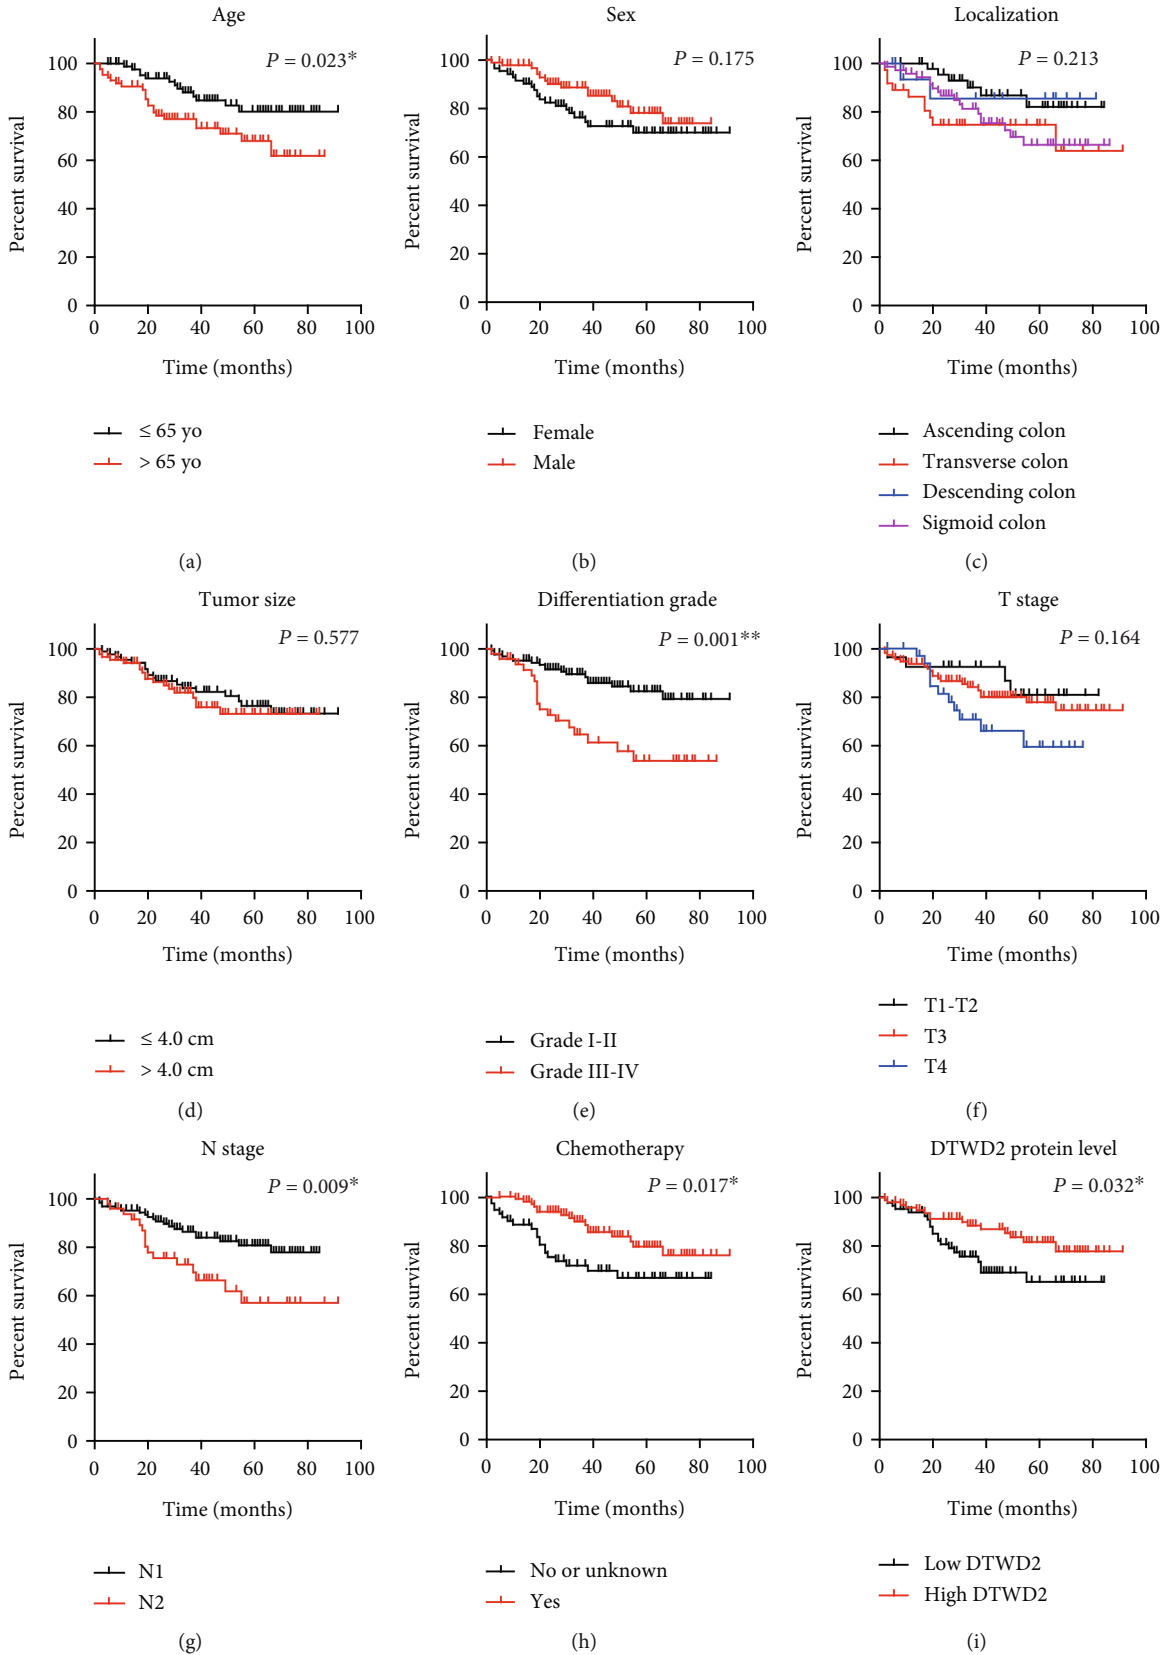 Age
P = 0.023*
Percent survival
100
80
60
40
20
0
0 20 40 60 80 100
Time (months)
≤ 65 yo
> 65 yo
(a)
Sex
P = 0.175
Percent survival
100
80
60
40
20
0
0 20 40 60 80 100
Time (months)
Female
Male
(b)
Localization
P = 0.213
Percent survival
100
80
60
40
20
0
0 20 40 60 80 100
Time (months)
Ascending colon
Transverse colon
Descending colon
Sigmoid colon
(c)
Tumor size
P = 0.577
Percent survival
100
80
60
40
20
0
0 20 40 60 80 100
Time (months)
≤ 4.0 cm
> 4.0 cm
(d)
Differentiation grade
P = 0.001**
Percent survival
100
80
60
40
20
0
0 20 40 60 80 100
Time (months)
Grade I-II
Grade III-IV
(e)
T stage
P = 0.164
Percent survival
100
80
60
40
20
0
0 20 40 60 80 100
Time (months)
T1-T2
T3
T4
(f)
N stage
P = 0.009*
Percent survival
100
80
60
40
20
0
0 20 40 60 80 100
Time (months)
N1
N2
(g)
Chemotherapy
P = 0.017*
Percent survival
100
80
60
40
20
0
0 20 40 60 80 100
Time (months)
No or unknown
Yes
(h)
DTWD2 protein level
P = 0.032*
Percent survival
100
80
60
40
20
0
0 20 40 60 80 100
Time (months)
Low DTWD2
High DTWD2
(i)